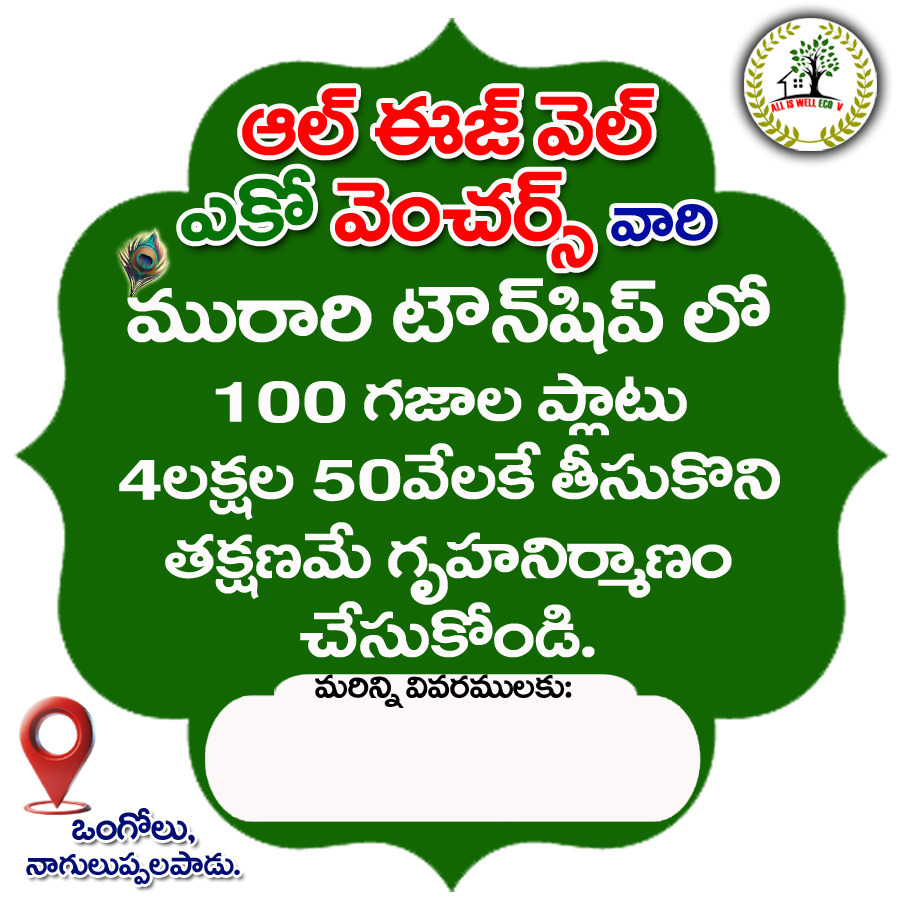 ALL IS WELL ECO V
ఆల్ ఈజ్ వెల్
ఎకో వెంచర్స్ వారి
మురారి టౌన్‌షిప్ లో
100 గజాల ప్లాటు
4లక్షల 50వేలకే తీసుకొని
తక్షణమే గృహనిర్మాణం
చేసుకోండి.
మరిన్ని వివరములకు:
ఒంగోలు,
నాగులుప్పలపాడు.